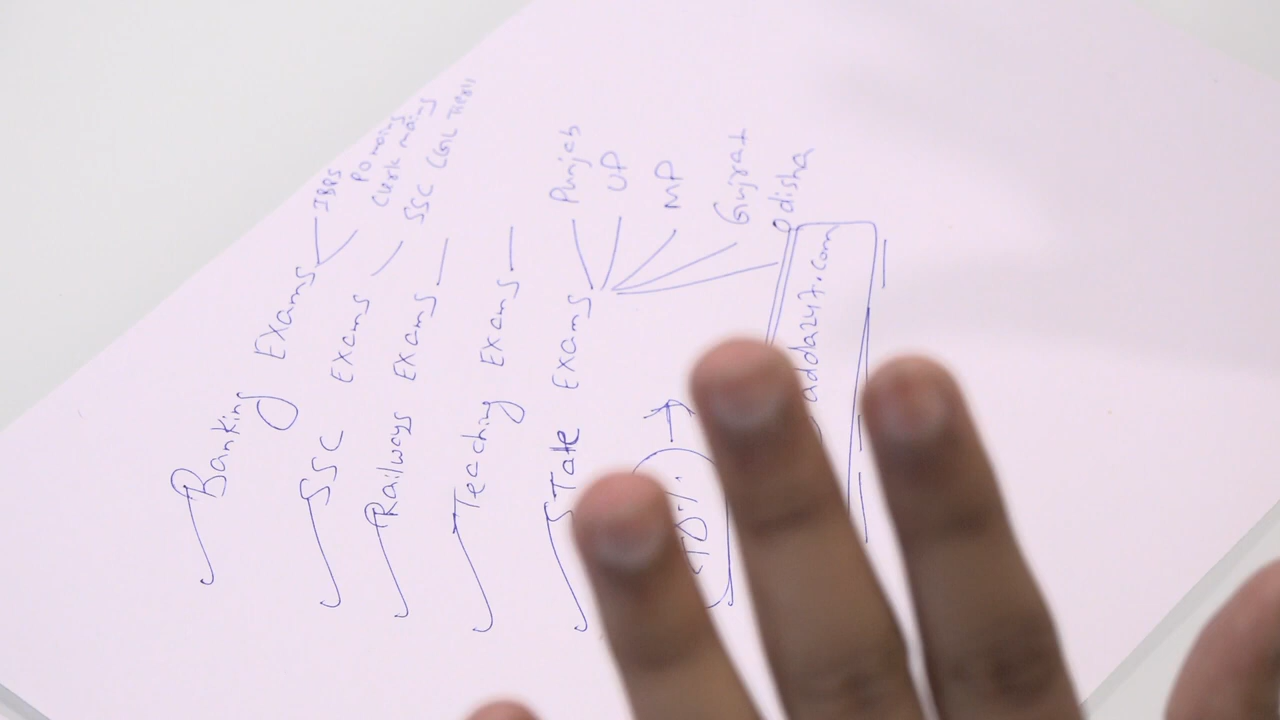 Banking Exams
IBPS
PO mains
Clerk mains
SSC Exams
SSC CGL TIER II
Railways Exams
Teaching Exams
State Exams
Punjab
UP
MP
Gujrat
Odisha
adda247.com